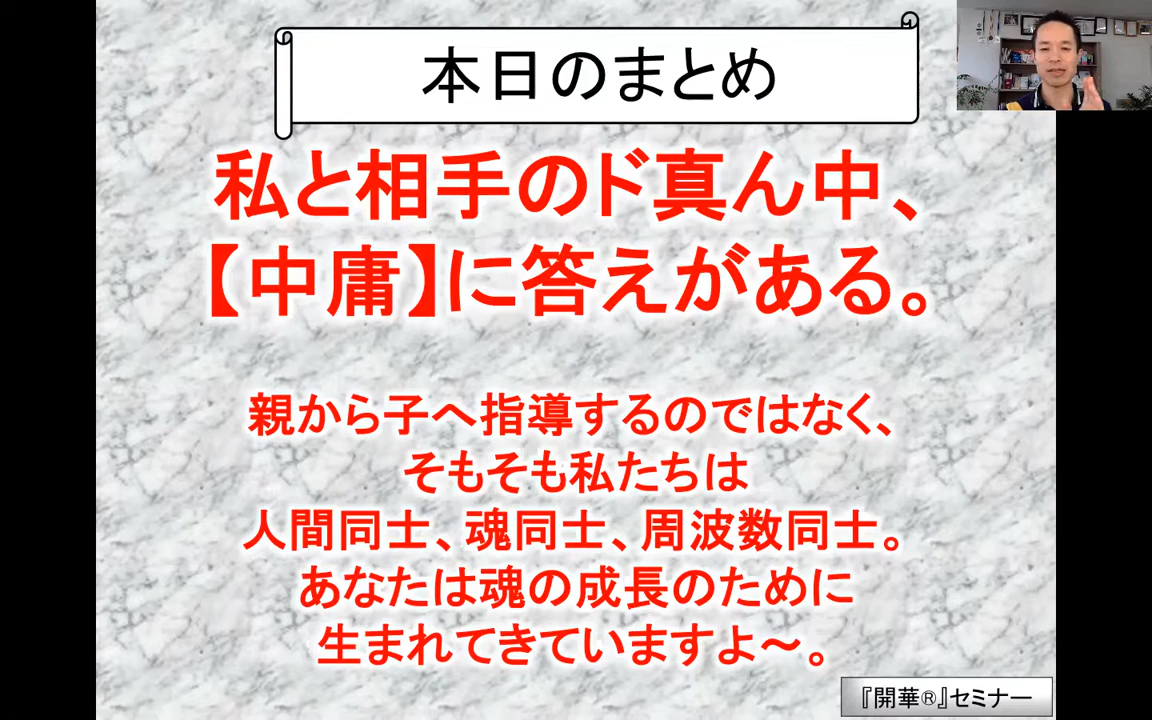 本日のまとめ
私と相手のド真ん中、
【中庸】に答えがある。
親から子へ指導するのではなく、
そもそも私たちは
人間同士、魂同士、周波数同士。
あなたは魂の成長のために
生まれてきていますよ～。
『開華®』セミナー